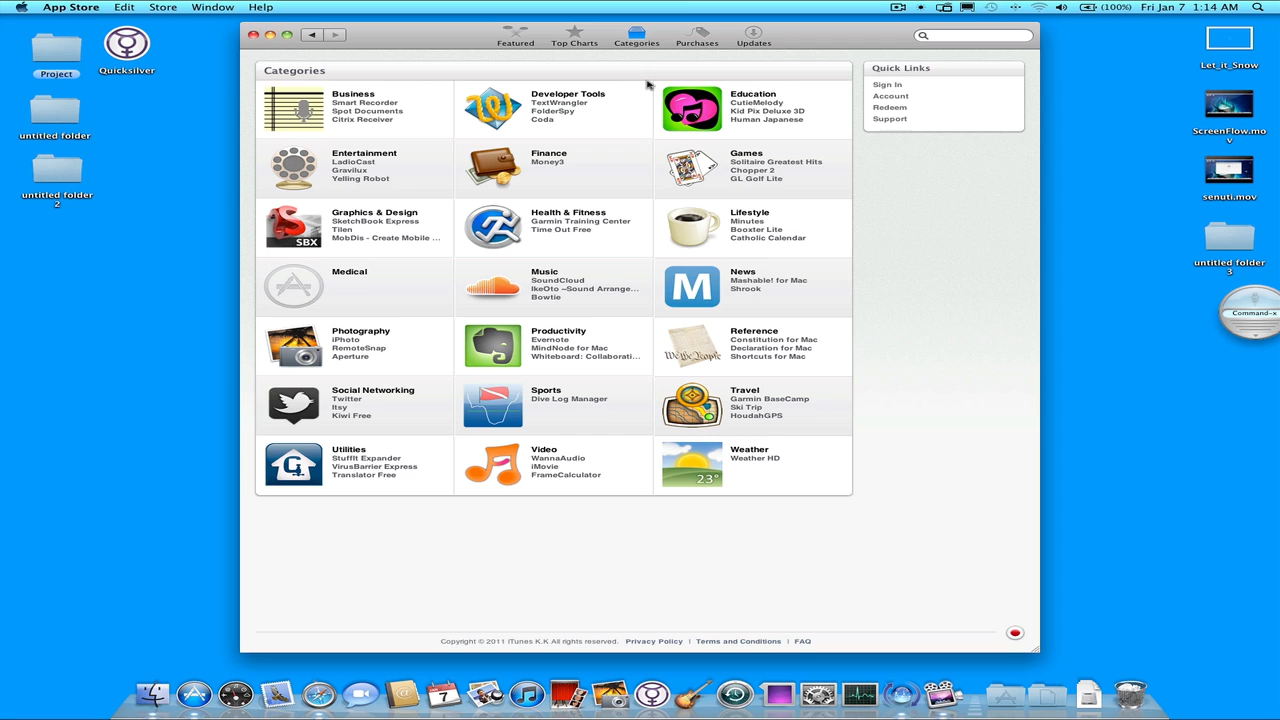 App Store Edit Store Window Help (100%) Fri Jan 7 1:14 AM
Featured Top Charts Categories Purchases Updates
Project
Quicksilver
untitled folder
untitled folder
2
Categories
Business
Smart Recorder
Spot Documents
Citrix Receiver
Developer Tools
TextWrangler
FolderSpy
Coda
Education
CutieMelody
Kid Pix Deluxe 3D
Human Japanese
Entertainment
LadioCast
Gravilux
Yelling Robot
Finance
Money3
Games
Solitaire Greatest Hits
Chopper 2
GL Golf Lite
Graphics & Design
SketchBook Express
Tilen
MobDis - Create Mobile ...
SBX
Health & Fitness
Garmin Training Center
Time Out Free
Lifestyle
Minutes
Booxter Lite
Catholic Calendar
Medical
Music
SoundCloud
IkeOto ~Sound Arrange...
Bowtie
M
News
Mashable! for Mac
Shrook
Photography
iPhoto
RemoteSnap
Aperture
Productivity
Evernote
MindNode for Mac
Whiteboard: Collaborati...
We the People
Reference
Constitution for Mac
Declaration for Mac
Shortcuts for Mac
Social Networking
Twitter
Itsy
Kiwi Free
Sports
Dive Log Manager
Travel
Garmin BaseCamp
Ski Trip
HoudahGPS
Utilities
StuffIt Expander
VirusBarrier Express
Translator Free
Video
WannaAudio
iMovie
FrameCalculator
23°
Weather
Weather HD
Quick Links
Sign In
Account
Redeem
Support
Let_it_Snow
ScreenFlow.mo
v
senuti.mov
untitled folder
3
Command-x
Copyright © 2011 iTunes K.K All rights reserved. Privacy Policy | Terms and Conditions | FAQ
7